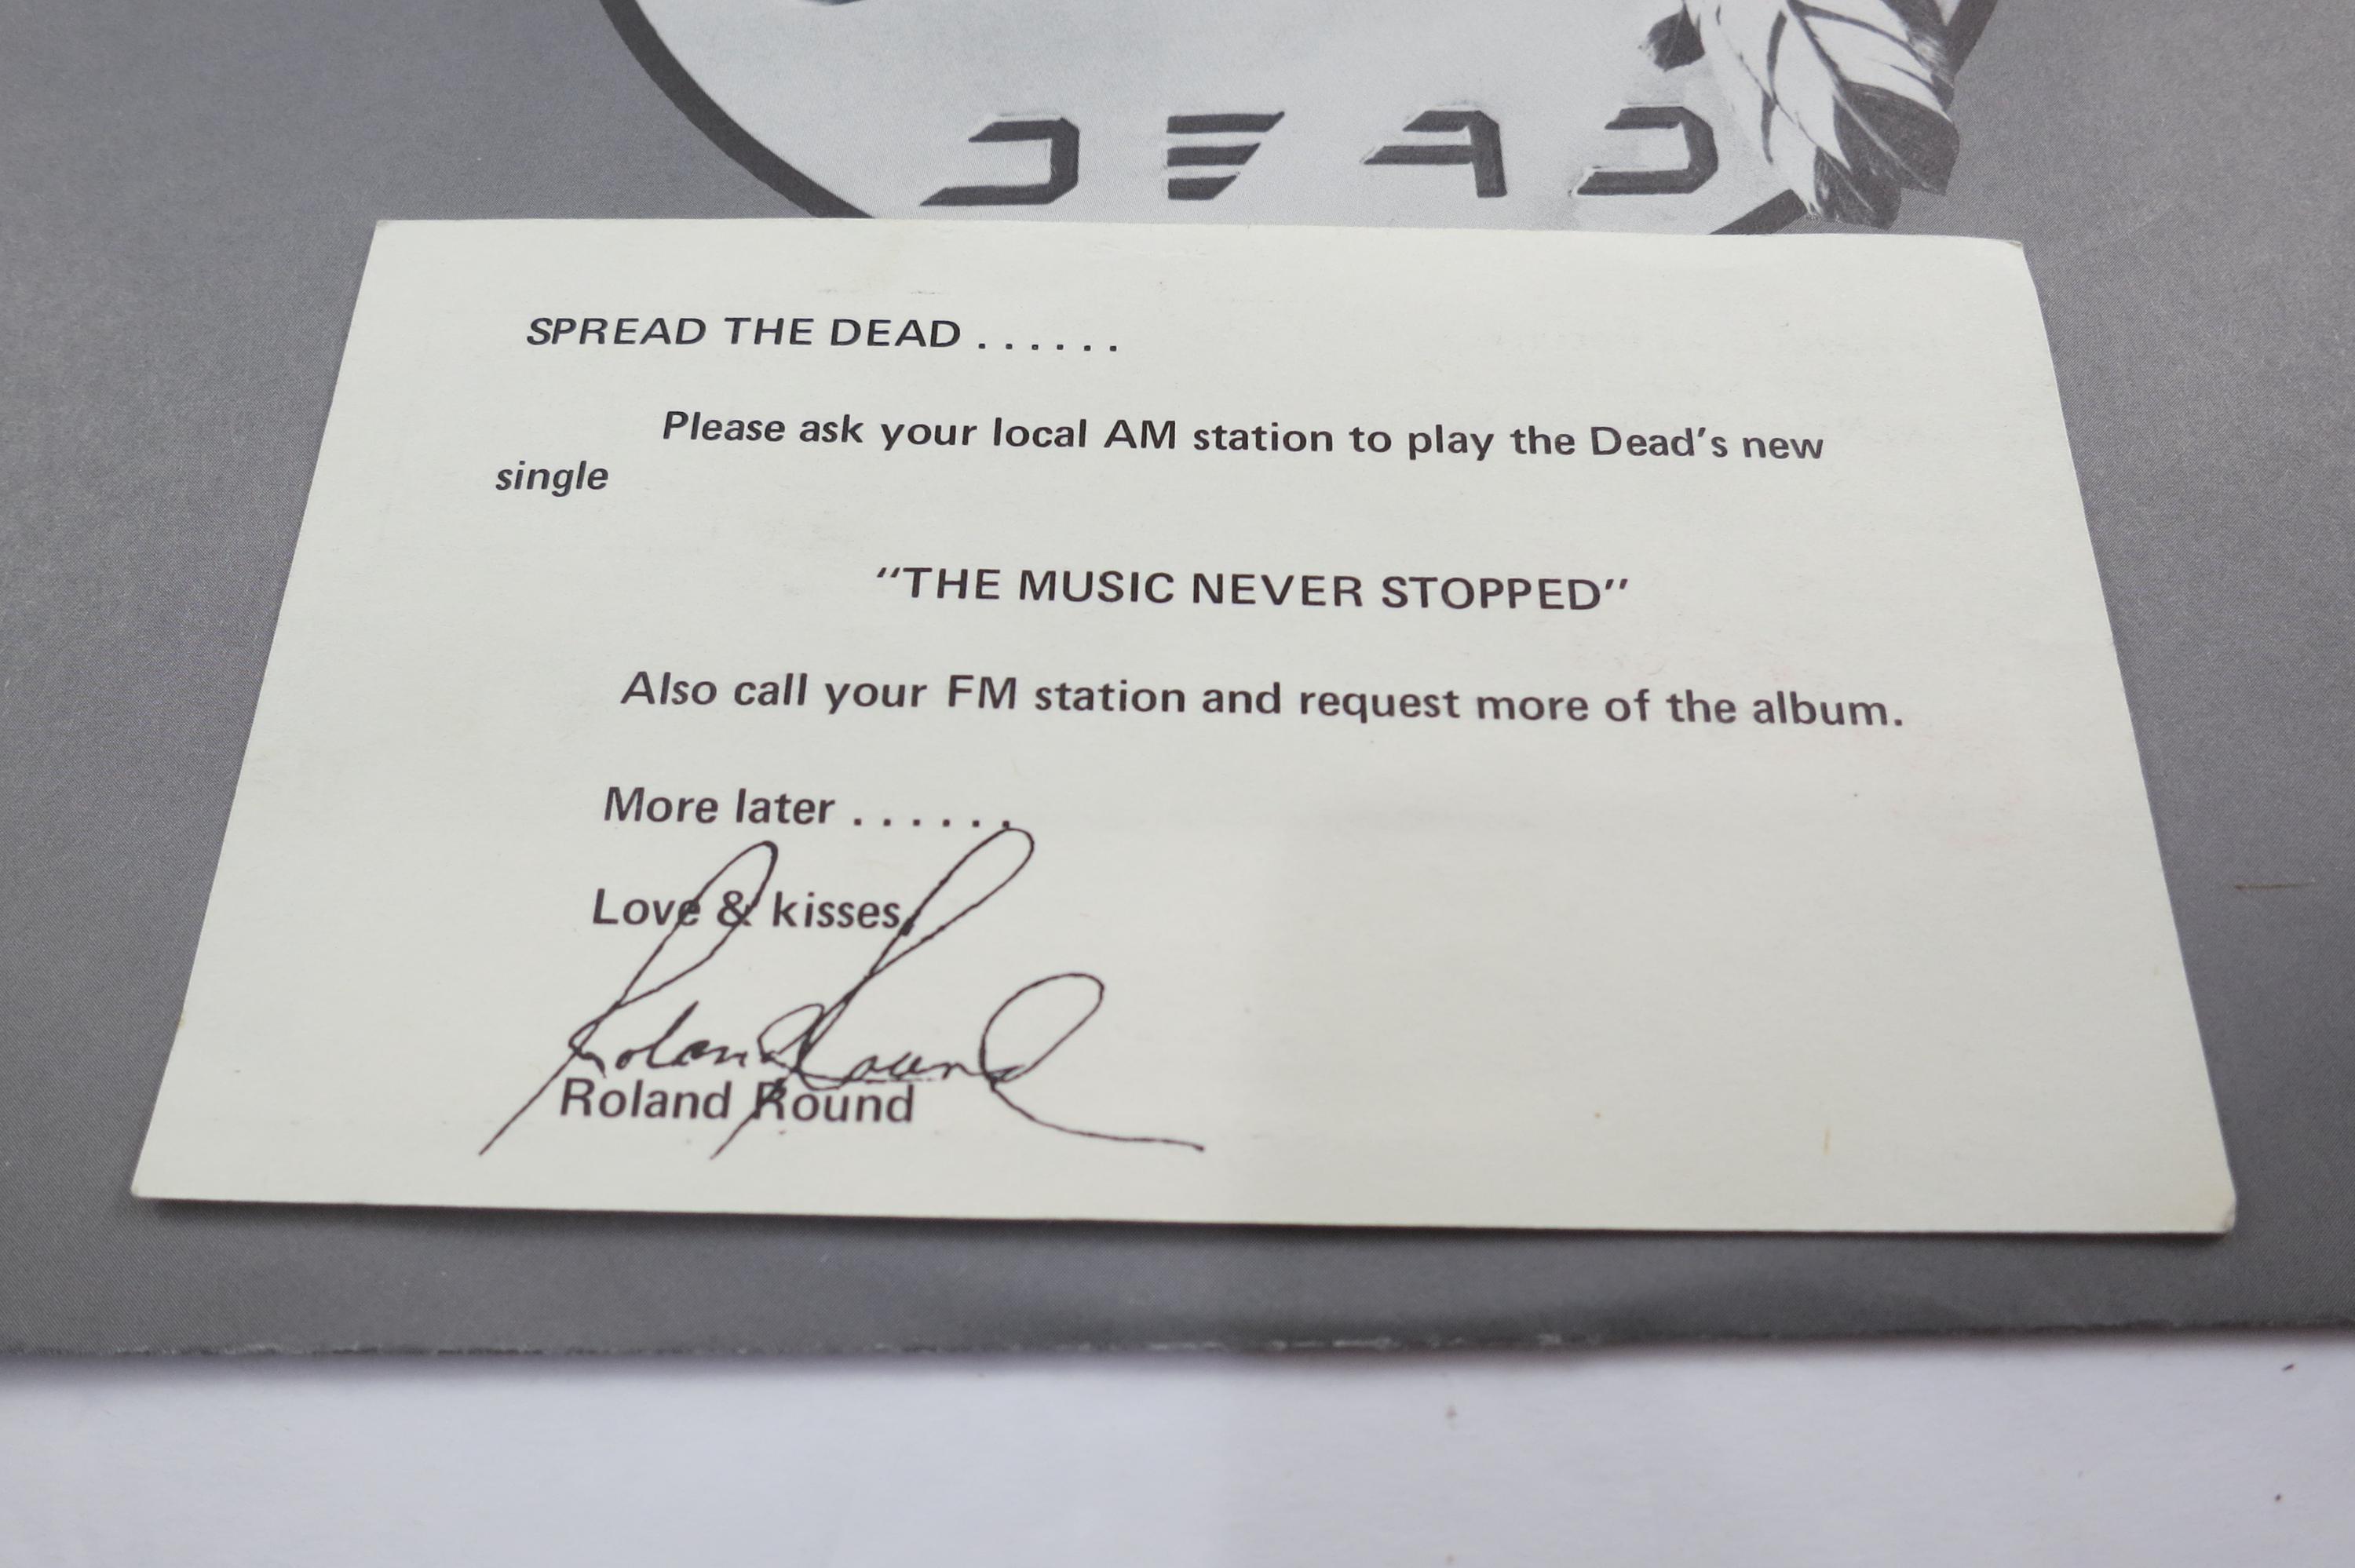 DEAD
SPREAD THE DEAD . . . . . .
Please ask your local AM station to play the Dead's new
single
"THE MUSIC NEVER STOPPED"
Also call your FM station and request more of the album.
More later . . . . . .
Love & kisses,
Roland Round
Roland Round